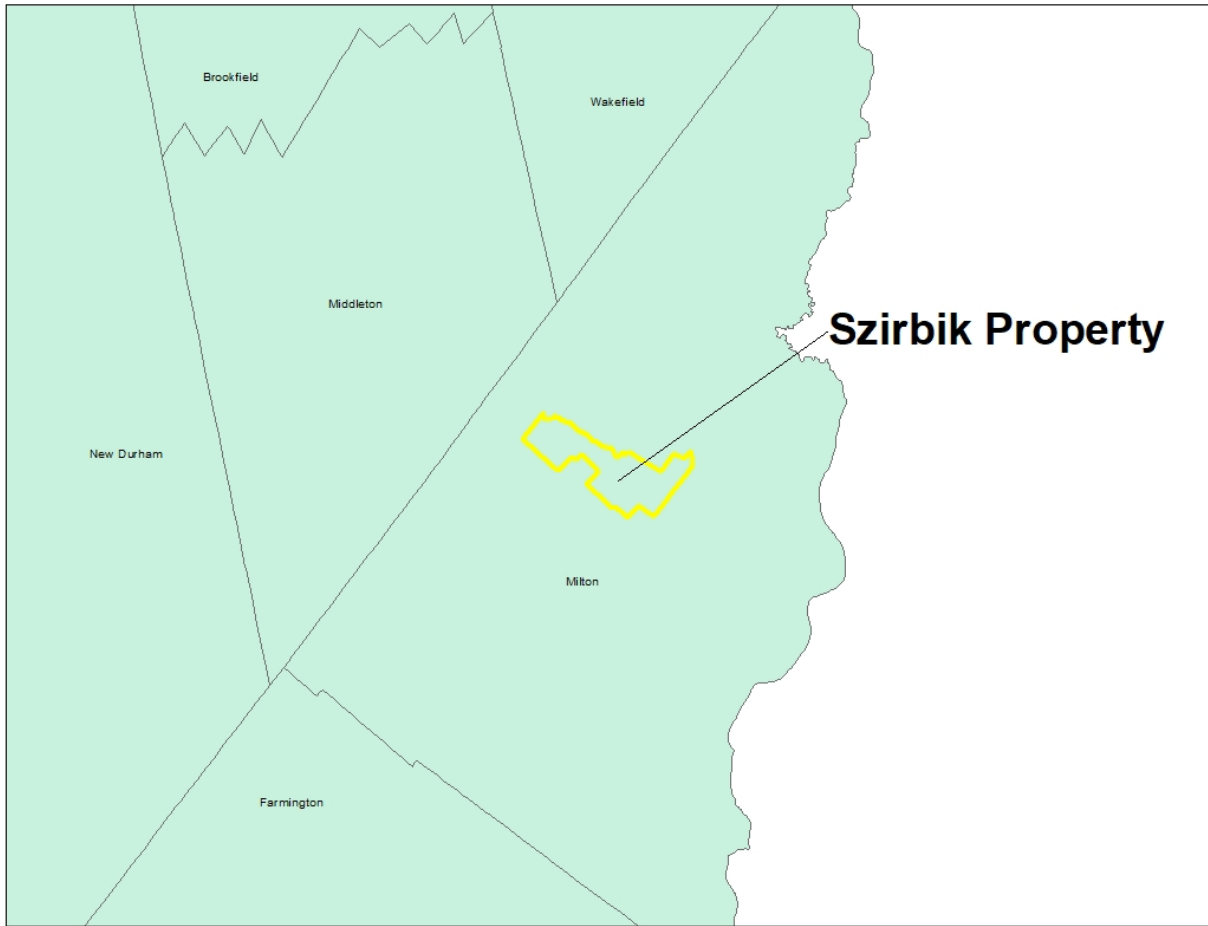 Brookfield
Wakefield
Middleton
Szirbik Property
New Durham
Milton
Farmington